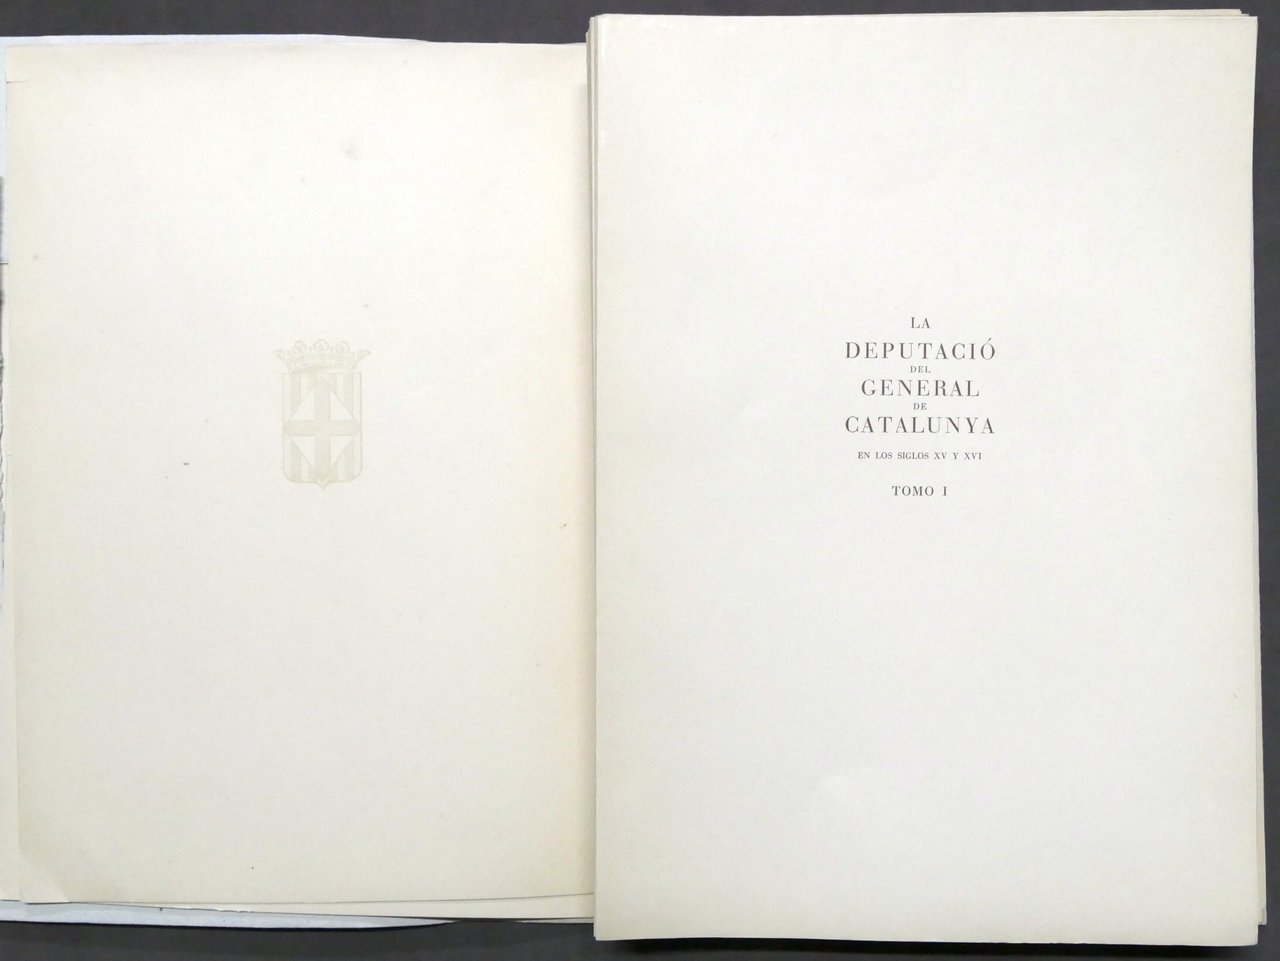 LA
DEPUTACIÓ
DEL
GENERAL
DE
CATALUNYA
EN LOS SIGLOS XV Y XVI
TOMO I